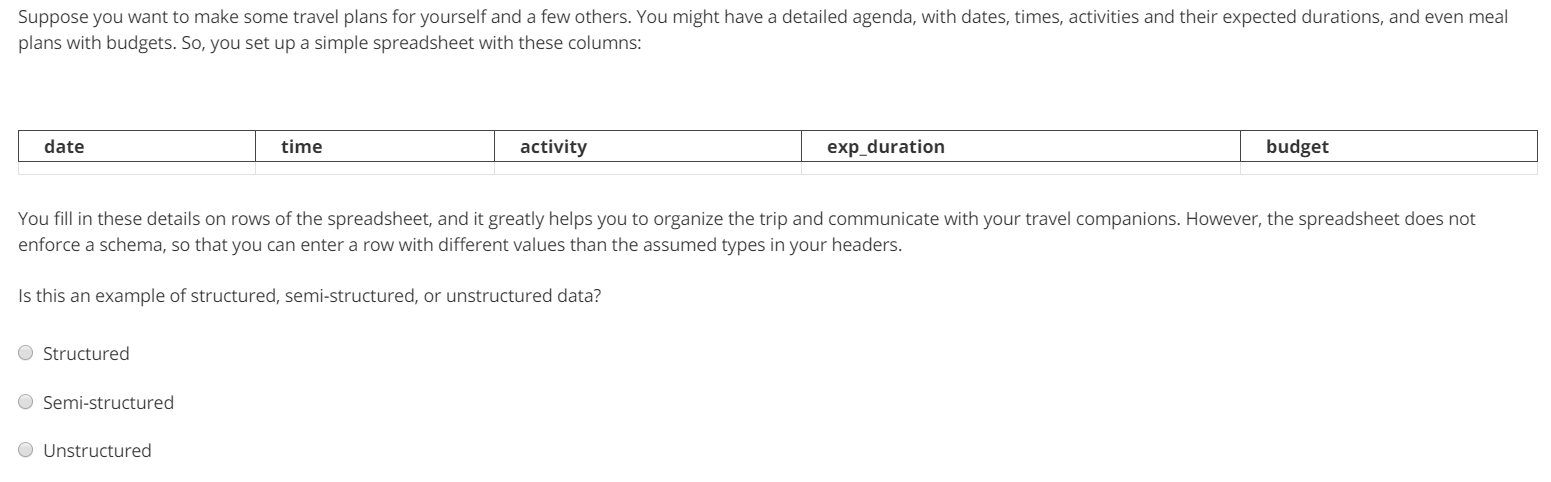 Suppose you want to make some travel plans for yourself and a few others. You might have a detailed agenda, with dates, times, activities and their expected durations, and even meal
plans with budgets. So, you set up a simple spreadsheet with these columns:
date time activity exp_duration budget
You fill in these details on rows of the spreadsheet, and it greatly helps you to organize the trip and communicate with your travel companions. However, the spreadsheet does not
enforce a schema, so that you can enter a row with different values than the assumed types in your headers.
Is this an example of structured, semi-structured, or unstructured data?
Structured
Semi-structured
Unstructured